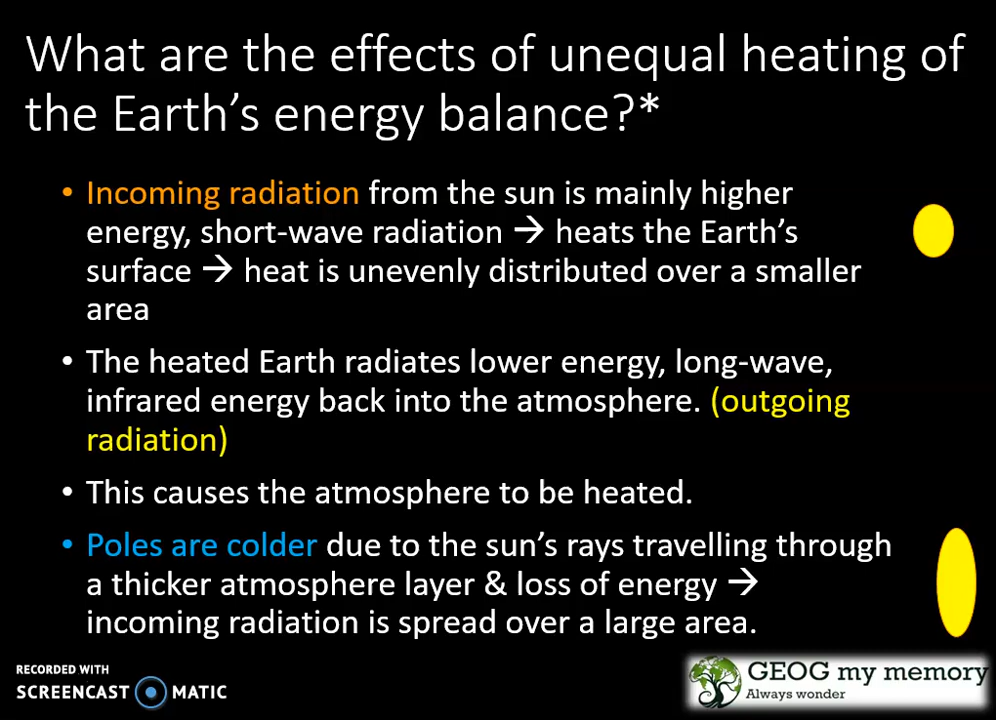 What are the effects of unequal heating of
the Earth's energy balance?*
• Incoming radiation from the sun is mainly higher
energy, short-wave radiation → heats the Earth's
surface → heat is unevenly distributed over a smaller
area
• The heated Earth radiates lower energy, long-wave,
infrared energy back into the atmosphere. (outgoing
radiation)
• This causes the atmosphere to be heated.
• Poles are colder due to the sun's rays travelling through
a thicker atmosphere layer & loss of energy →
incoming radiation is spread over a large area.
RECORDED WITH
SCREENCAST MATIC
GEOG my memory
Always wonder